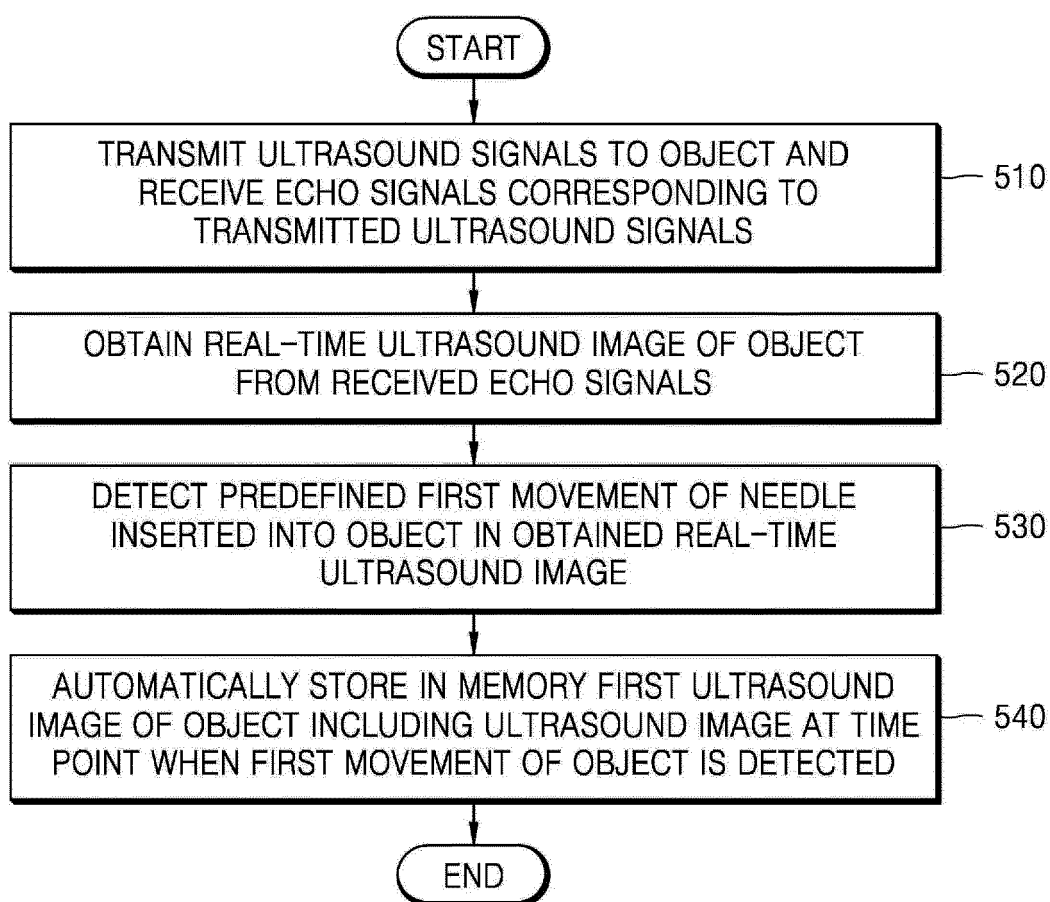 START
TRANSMIT ULTRASOUND SIGNALS TO OBJECT AND
RECEIVE ECHO SIGNALS CORRESPONDING TO
TRANSMITTED ULTRASOUND SIGNALS
510
OBTAIN REAL-TIME ULTRASOUND IMAGE OF OBJECT
FROM RECEIVED ECHO SIGNALS
520
DETECT PREDEFINED FIRST MOVEMENT OF NEEDLE
INSERTED INTO OBJECT IN OBTAINED REAL-TIME
ULTRASOUND IMAGE
530
AUTOMATICALLY STORE IN MEMORY FIRST ULTRASOUND
IMAGE OF OBJECT INCLUDING ULTRASOUND IMAGE AT TIME
POINT WHEN FIRST MOVEMENT OF OBJECT IS DETECTED
540
END